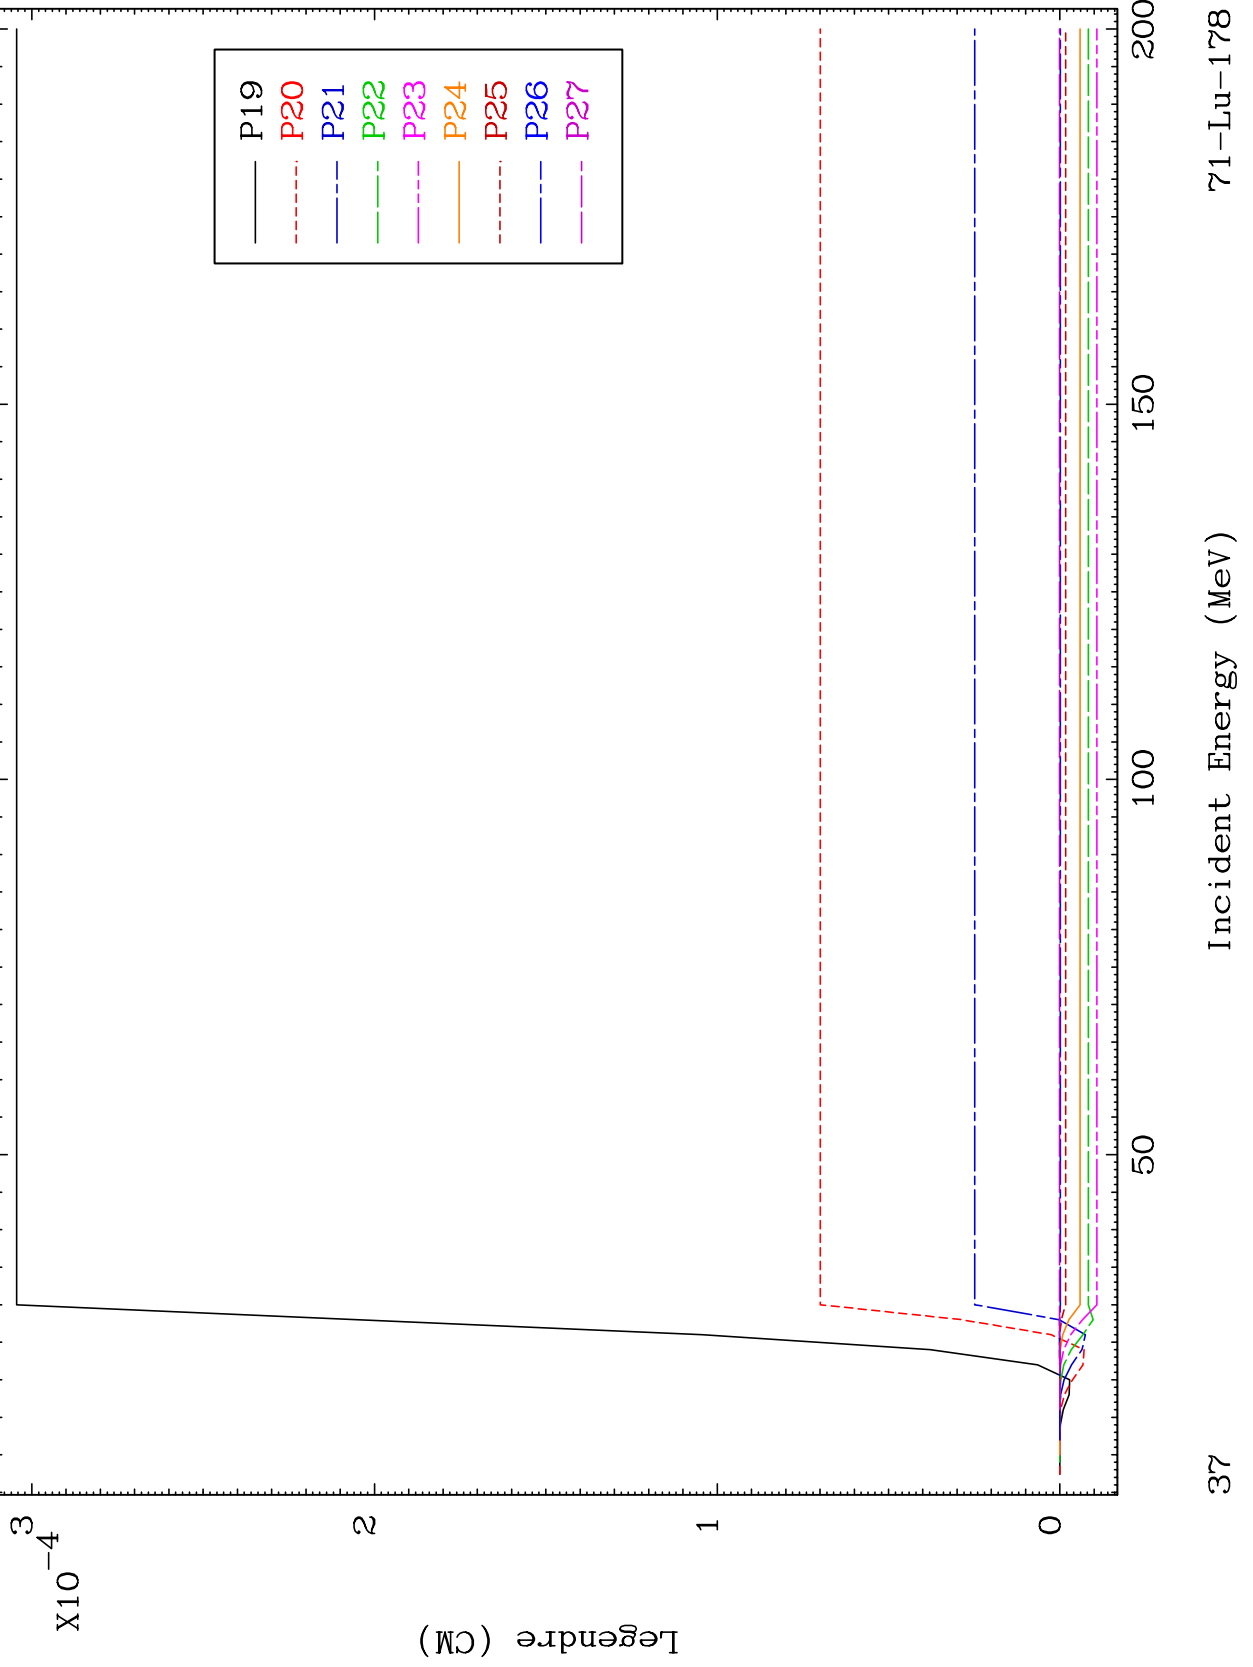 X10-4
3
2
1
0
Legendre (CM)
P19
P20
P21
P22
P23
P24
P25
P26
P27
50
100
150
200
37
Incident Energy (MeV)
71-Lu-178